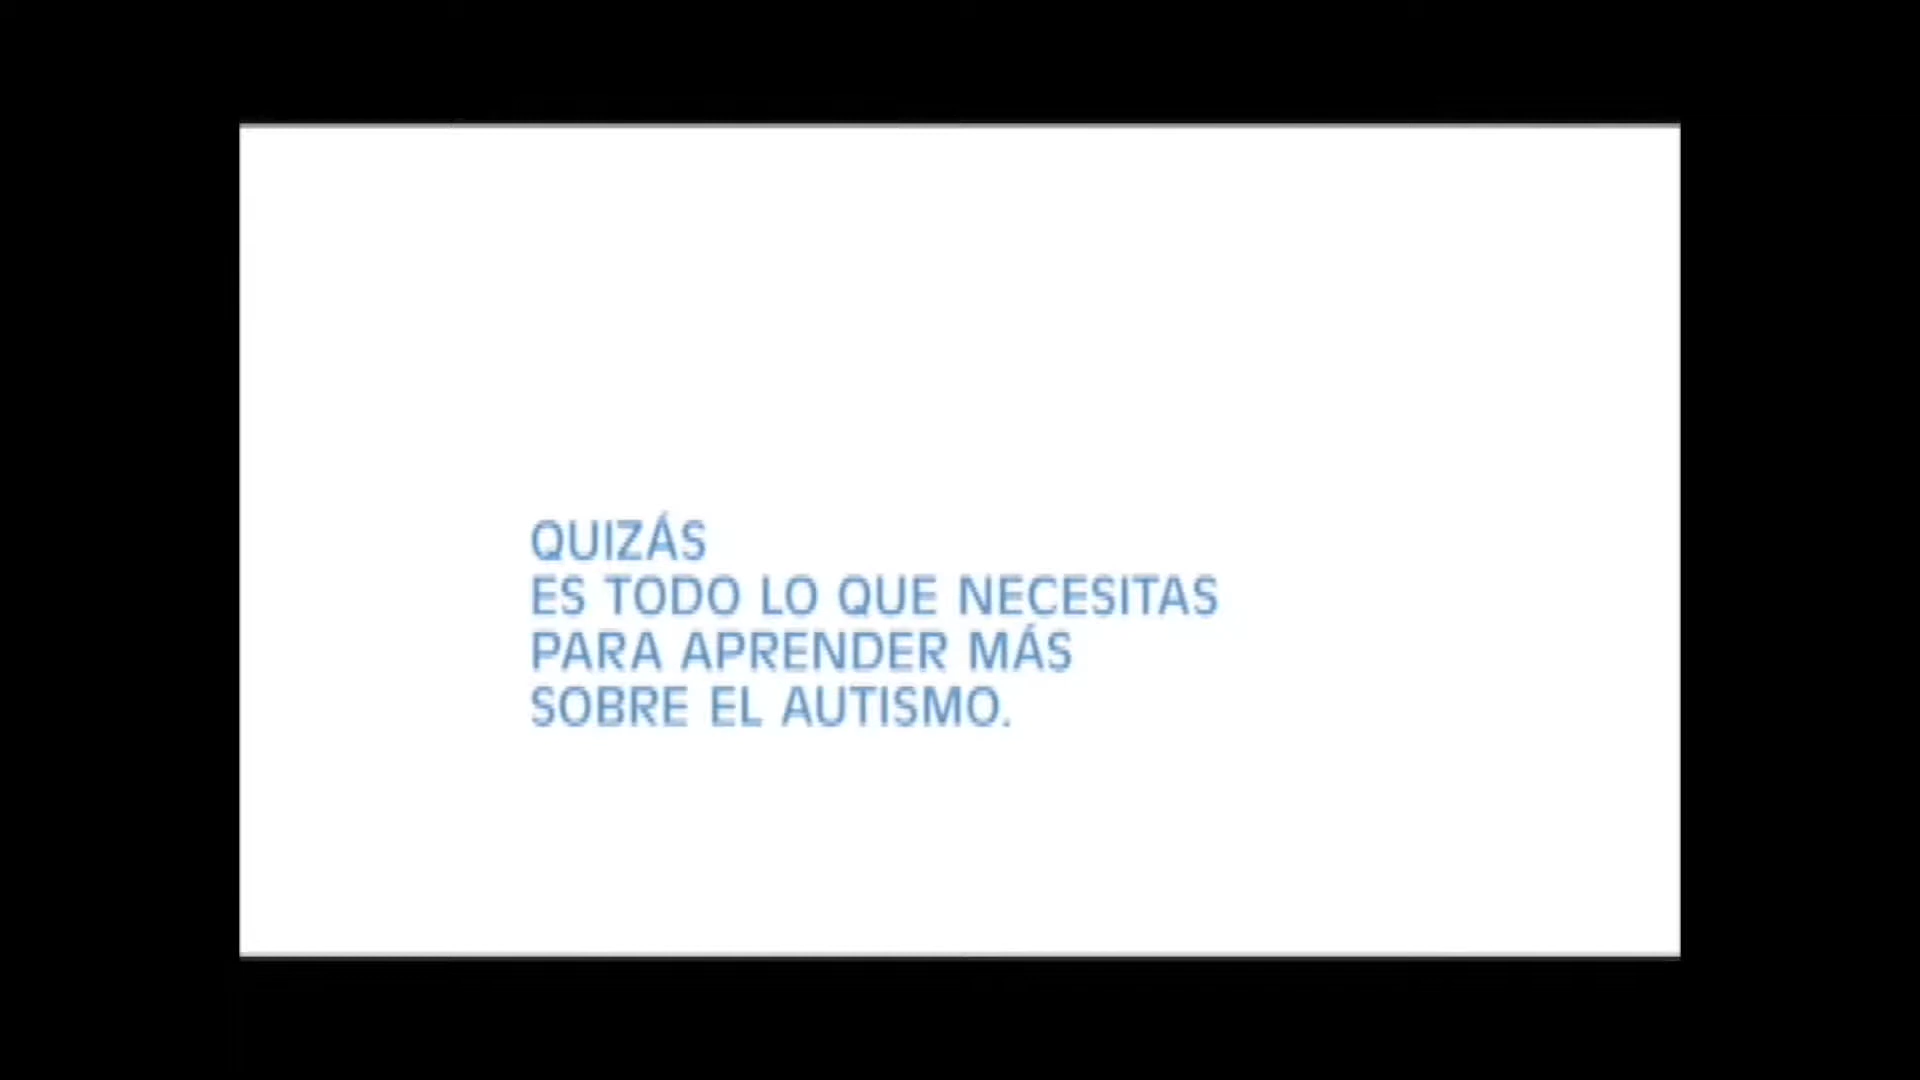 QUIZÁS
ES TODO LO QUE NECESITAS
PARA APRENDER MÁS
SOBRE EL AUTISMO.